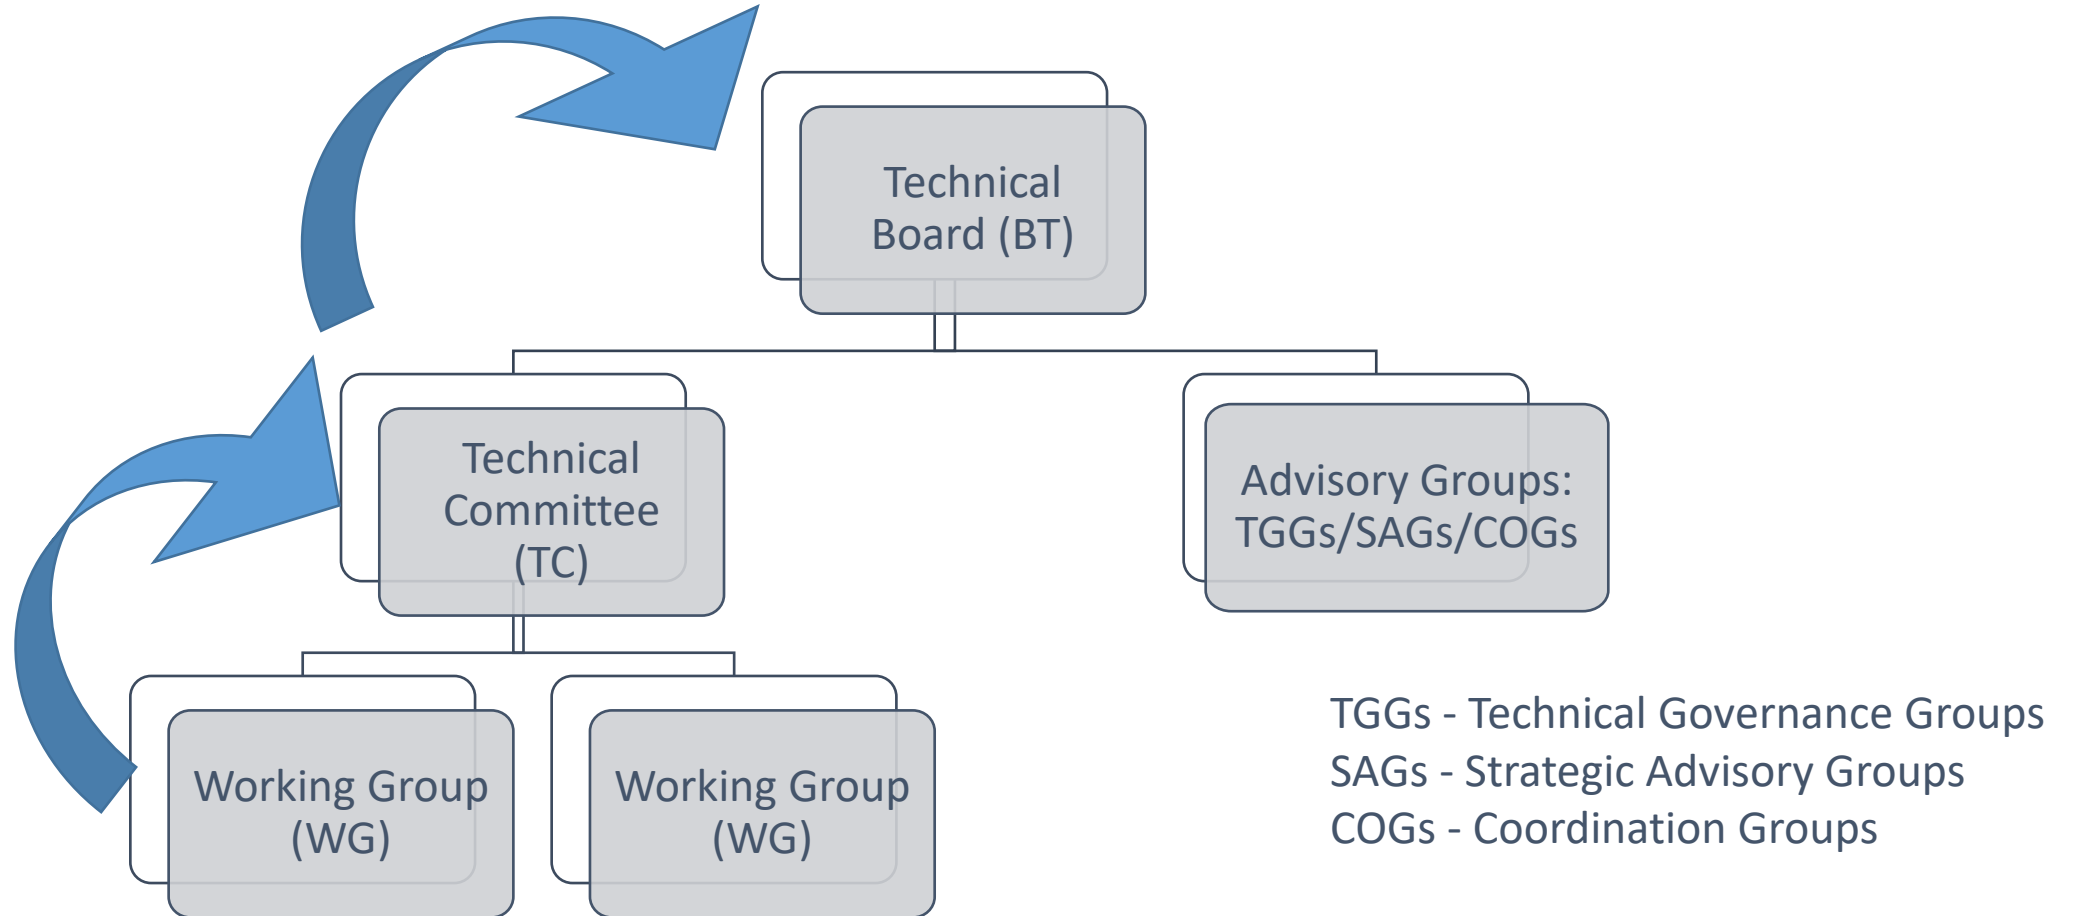 Technical
Board (BT)
Technical
Committee
(TC)
Advisory Groups:
TGGs/SAGs/COGs
Working Group
(WG)
Working Group
(WG)
TGGs - Technical Governance Groups
SAGs - Strategic Advisory Groups
COGs - Coordination Groups